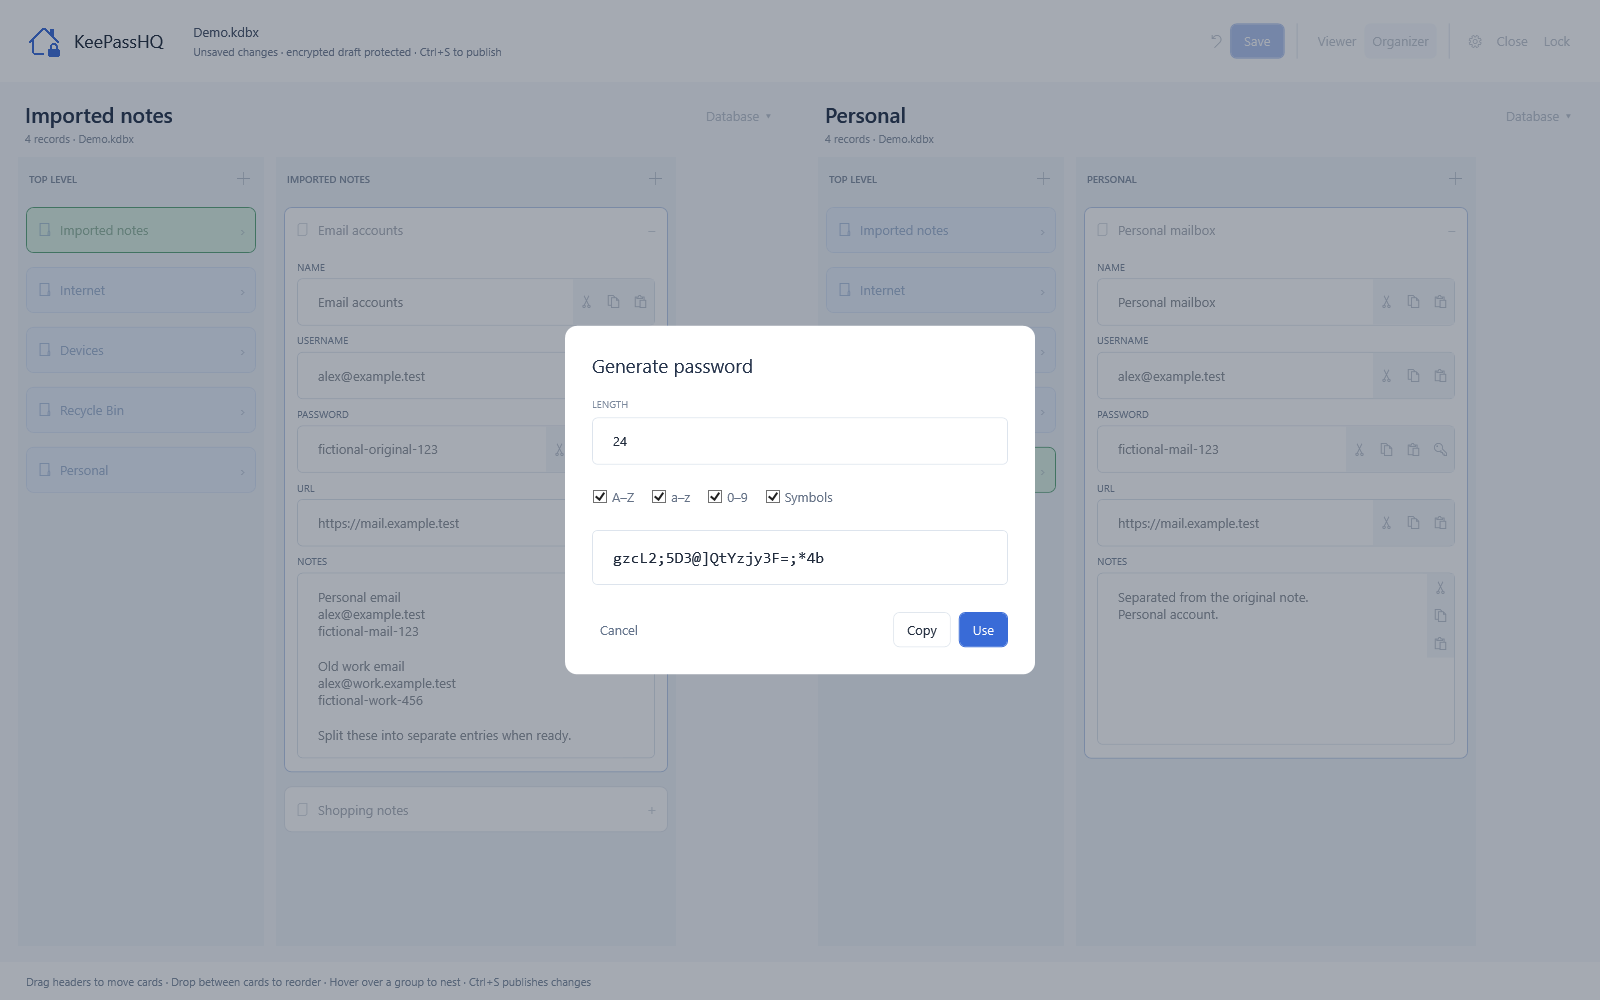 KeePassHQ
Demo.kdbx
Unsaved changes · encrypted draft protected · Ctrl+S to publish
Save
Viewer
Organizer
Close
Lock
Imported notes
4 records · Demo.kdbx
Database
TOP LEVEL
Imported notes
Internet
Devices
Recycle Bin
Personal
IMPORTED NOTES
Email accounts
NAME
Email accounts
USERNAME
alex@example.test
PASSWORD
fictional-original-123
URL
https://mail.example.test
NOTES
Personal email
alex@example.test
fictional-mail-123
Old work email
alex@work.example.test
fictional-work-456
Split these into separate entries when ready.
Shopping notes
Generate password
LENGTH
24
A–Z
a–z
0–9
Symbols
gzcL2;5D3@]QtYzjy3F=;*4b
Cancel
Copy
Use
Personal
4 records · Demo.kdbx
Database
TOP LEVEL
Imported notes
Internet
PERSONAL
Personal mailbox
NAME
Personal mailbox
USERNAME
alex@example.test
PASSWORD
fictional-mail-123
URL
https://mail.example.test
NOTES
Separated from the original note.
Personal account.
Drag headers to move cards · Drop between cards to reorder · Hover over a group to nest · Ctrl+S publishes changes